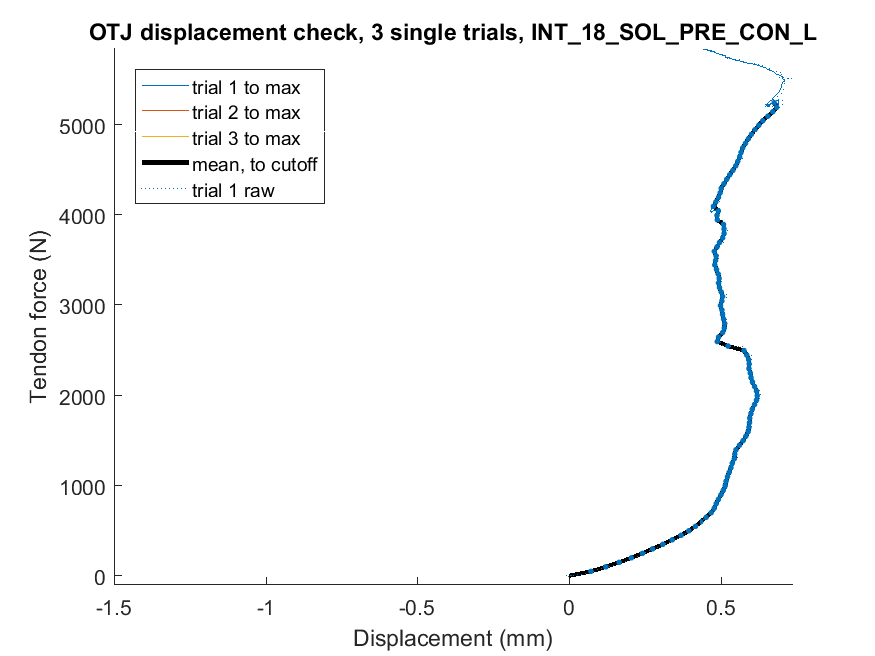 OTJ displacement check, 3 single trials, INT_18_SOL_PRE_CON_L
trial 1 to max
trial 2 to max
trial 3 to max
mean, to cutoff
trial 1 raw
Tendon force (N)
5000
4000
3000
2000
1000
0
-1.5
-1
-0.5
0
0.5
Displacement (mm)